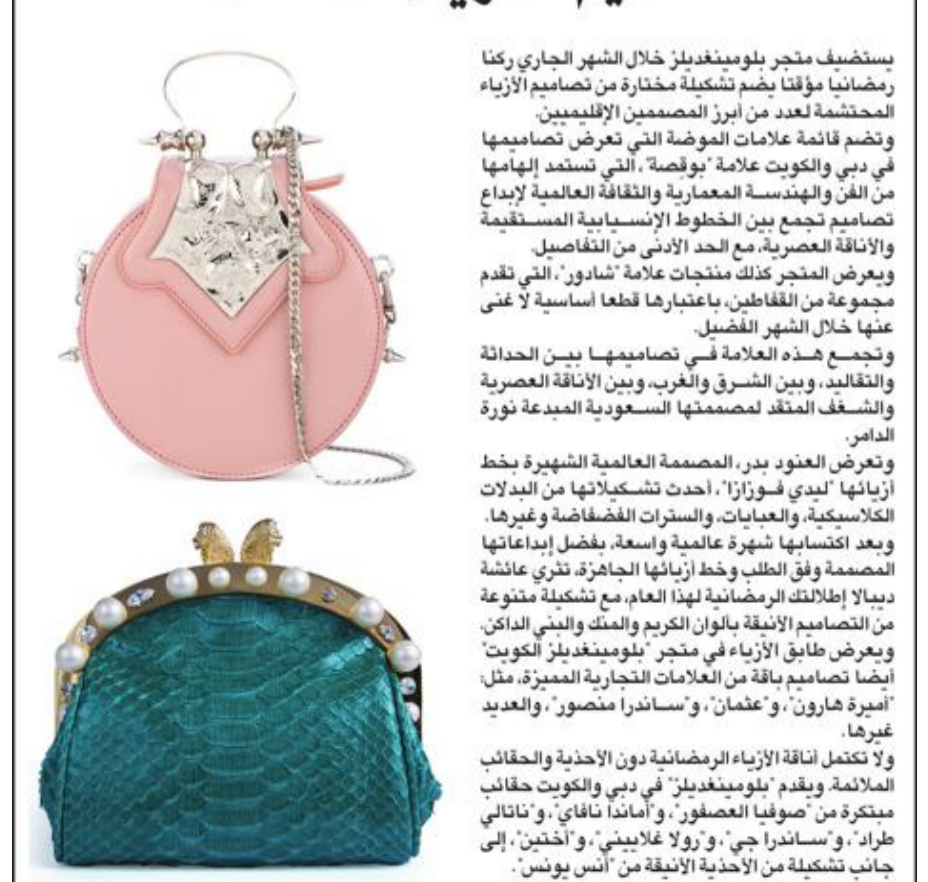 يستضيف متجر بلومينغديلز خلال الشهر الجاري ركنا
رمضانيا مؤقتا يضم تشكيلة مختارة من تصاميم الأزياء
المحتشمة لعدد من أبرز المصممين الإقليميين.
وتضم قائمة علامات الموضة التي تعرض تصاميمها
في دبي والكويت علامة "بوقصة"، التي تستمد إلهامها
من الفن والهندسة المعمارية والثقافة العالمية لإبداع
تصاميم تجمع بين الخطوط الإنسيابية المستقيمة
والأناقة العصرية، مع الحد الأدنى من التفاصيل.
ويعرض المتجر كذلك منتجات علامة "شادور"، التي تقدم
مجموعة من القفاطين، باعتبارها قطعا أساسية لا غنى
عنها خلال الشهر الفضيل.
وتجمع هذه العلامة في تصاميمها بين الحداثة
والتقاليد، وبين الشرق والغرب، وبين الأناقة العصرية
والشغف المتقد لمصممتها السعودية المبدعة نورة
الدامر.
وتعرض العنود بدر، المصممة العالمية الشهيرة بخط
أزيائها "ليدي فوزازا"، أحدث تشكيلاتها من البدلات
الكلاسيكية، والعبايات، والسترات الفضفاضة وغيرها.
وبعد اكتسابها شهرة عالمية واسعة، بفضل إبداعاتها
المصممة وفق الطلب وخط أزيائها الجاهزة، تثري عائشة
ديبالا إطلالتك الرمضانية لهذا العام، مع تشكيلة متنوعة
من التصاميم الأنيقة بألوان الكريم والمنك والبني الداكن.
ويعرض طابق الأزياء في متجر "بلومينغديلز الكويت"
أيضا تصاميم باقة من العلامات التجارية المميزة، مثل:
"أميرة هارون"، و"عثمان"، و"ساندرا منصور"، والعديد
غيرها.
ولا تكتمل أناقة الأزياء الرمضانية دون الأحذية والحقائب
الملائمة. ويقدم "بلومينغديلز" في دبي والكويت حقائب
مبتكرة من "صوفيا العصفور"، و"أماندا نافاي"، و"ناتالي
طراد"، و"ساندرا جي"، و"رولا غلاييني"، و"أختين"، إلى
جانب تشكيلة من الأحذية الأنيقة من "أنس يونس".